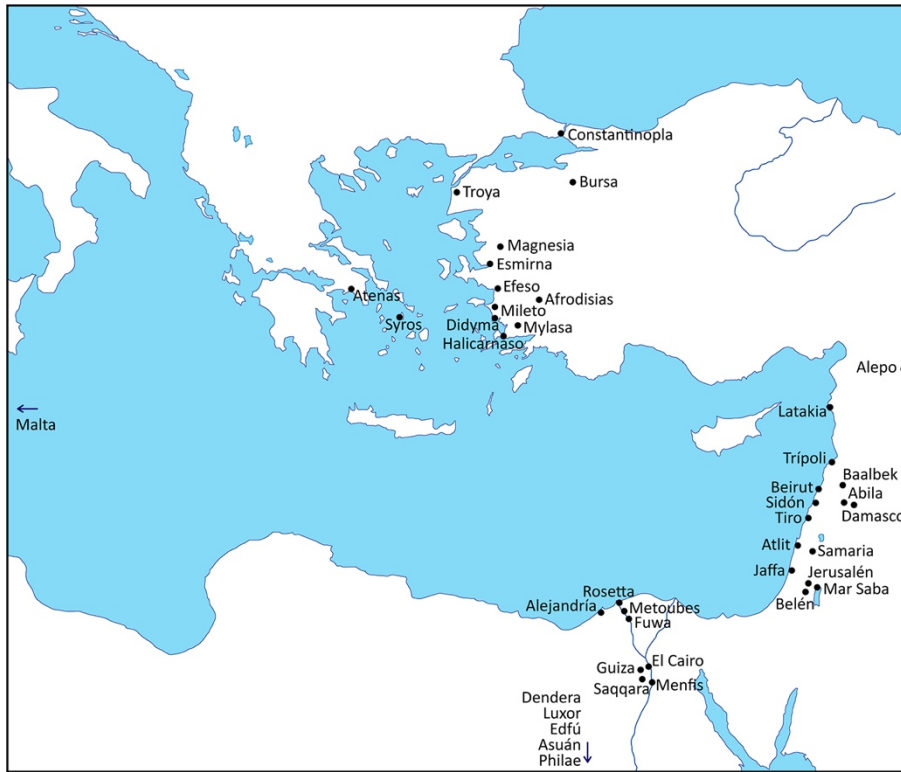 Constantinopla
Bursa
Troya
Magnesia
Esmirna
Efeso
Atenas
Afrodisias
Mileto
Syros
Didyma
Mylasa
Halicarnaso
Alepo
Malta
Latakia
Trípoli
Baalbek
Beirut
Abila
Sidón
Damasco
Tiro
Atlit
Samaria
Jaffa
Jerusalén
Mar Saba
Belén
Rosetta
Alejandría
Metoubes
Fuwa
Guiza
El Cairo
Saqqara
Menfis
Dendera
Luxor
Edfú
Asuán
Philae